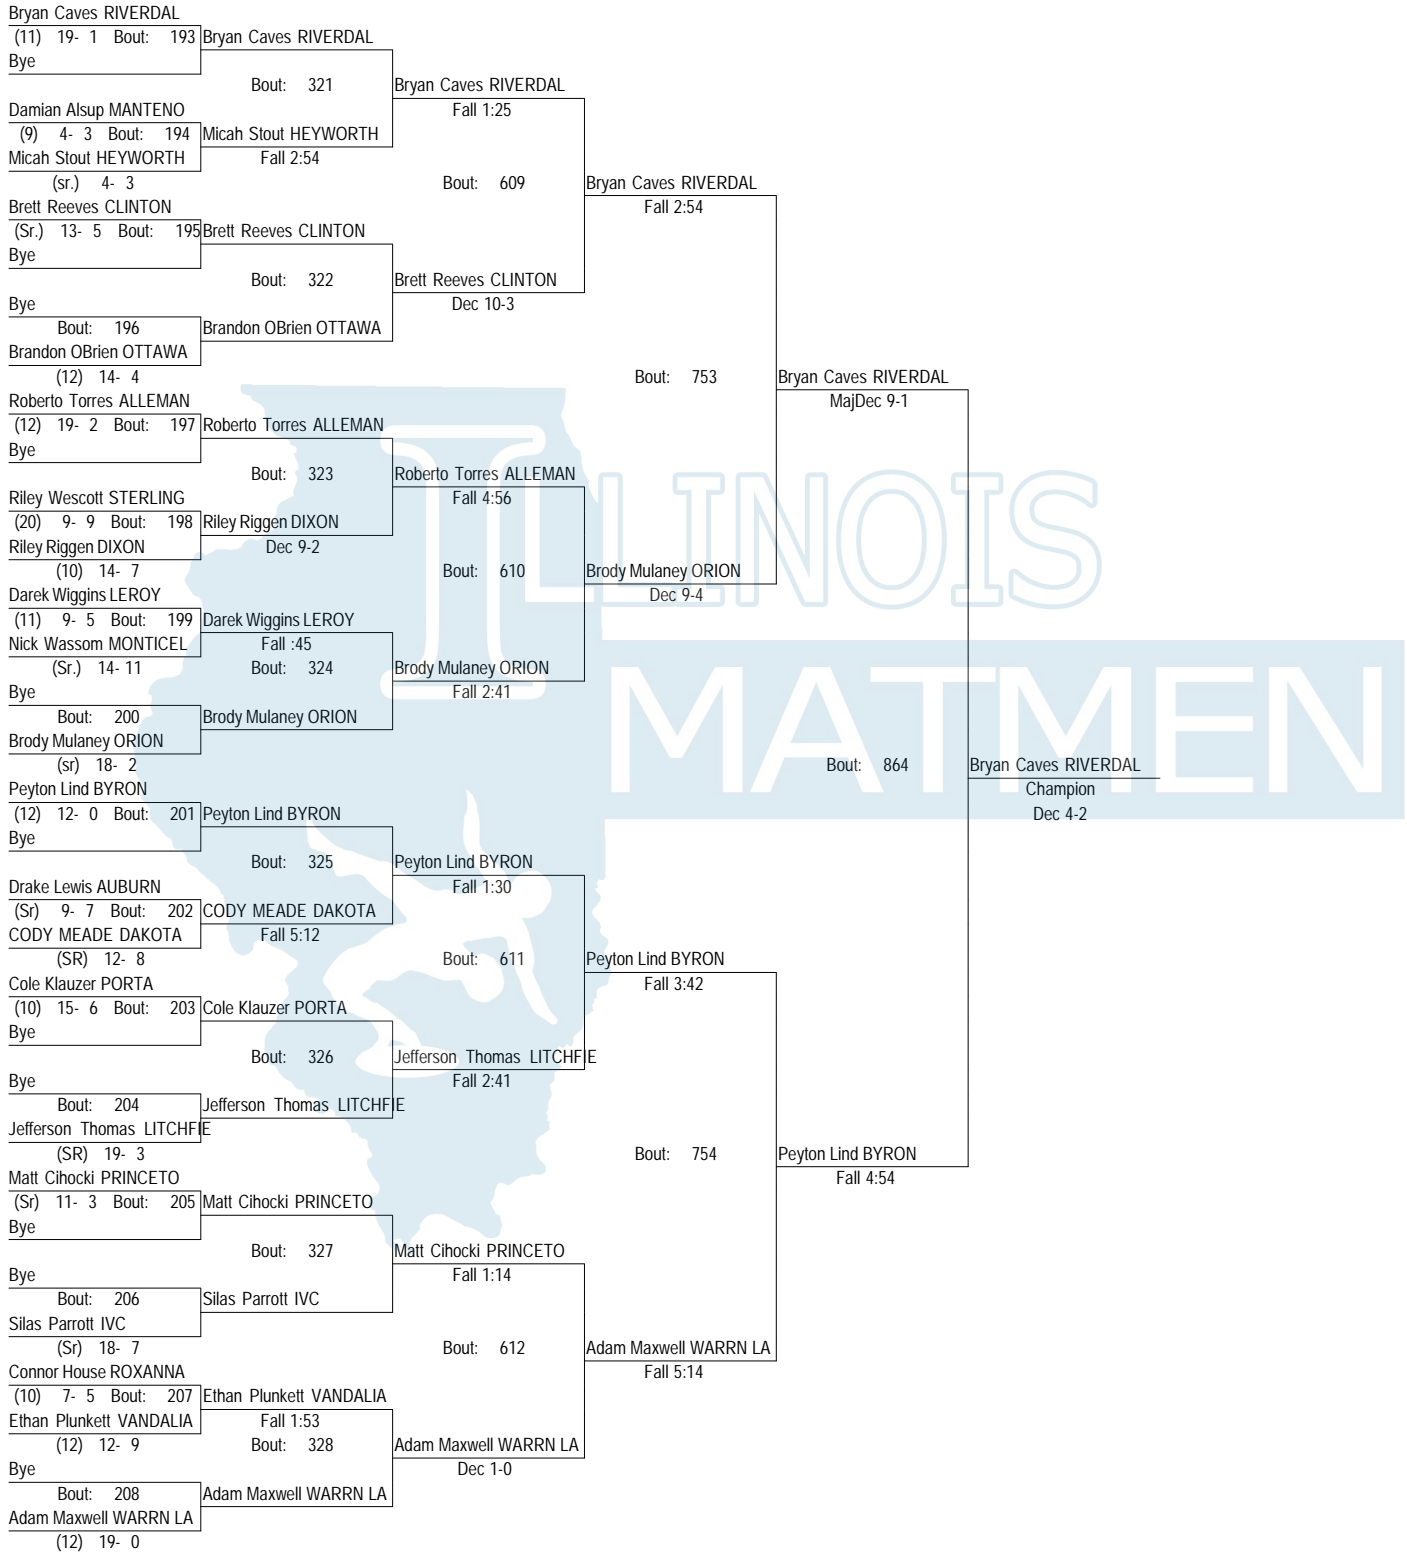 Bryan Caves RIVERDAL
(11) 19- 1 Bout: 193 Bryan Caves RIVERDAL
Bye
Bout: 321 Bryan Caves RIVERDAL
Damian Alsup MANTENO Fall 1:25
(9) 4- 3 Bout: 194 Micah Stout HEYWORTH
Micah Stout HEYWORTH Fall 2:54
(sr.) 4- 3 Bout: 609 Bryan Caves RIVERDAL
Brett Reeves CLINTON Fall 2:54
(Sr.) 13- 5 Bout: 195 Brett Reeves CLINTON
Bye
Bout: 322 Brett Reeves CLINTON
Bye Dec 10-3
Bout: 196 Brandon OBrien OTTAWA
Brandon OBrien OTTAWA
(12) 14- 4 Bout: 753 Bryan Caves RIVERDAL
Roberto Torres ALLEMAN MajDec 9-1
(12) 19- 2 Bout: 197 Roberto Torres ALLEMAN
Bye
Bout: 323 Roberto Torres ALLEMAN
Riley Wescott STERLING Fall 4:56
(20) 9- 9 Bout: 198 Riley Riggen DIXON
Riley Riggen DIXON Dec 9-2
(10) 14- 7 Bout: 610 Brody Mulaney ORION
Darek Wiggins LEROY Dec 9-4
(11) 9- 5 Bout: 199 Darek Wiggins LEROY
Nick Wassom MONTICEL Fall :45
(Sr.) 14- 11 Bout: 324 Brody Mulaney ORION
Bye Fall 2:41
Bout: 200 Brody Mulaney ORION
Brody Mulaney ORION
(sr) 18- 2 Bout: 864 Bryan Caves RIVERDAL
Peyton Lind BYRON Champion
(12) 12- 0 Bout: 201 Peyton Lind BYRON Dec 4-2
Bye
Bout: 325 Peyton Lind BYRON
Drake Lewis AUBURN Fall 1:30
(Sr) 9- 7 Bout: 202 CODY MEADE DAKOTA
CODY MEADE DAKOTA Fall 5:12
(SR) 12- 8 Bout: 611 Peyton Lind BYRON
Cole Klauzer PORTA Fall 3:42
(10) 15- 6 Bout: 203 Cole Klauzer PORTA
Bye
Bout: 326 Jefferson Thomas LITCHFIE
Bye Fall 2:41
Bout: 204 Jefferson Thomas LITCHFIE
Jefferson Thomas LITCHFIE
(SR) 19- 3 Bout: 754 Peyton Lind BYRON
Matt Cihocki PRINCETO Fall 4:54
(Sr) 11- 3 Bout: 205 Matt Cihocki PRINCETO
Bye
Bout: 327 Matt Cihocki PRINCETO
Bye Fall 1:14
Bout: 206 Silas Parrott IVC
Silas Parrott IVC
(Sr) 18- 7 Bout: 612 Adam Maxwell WARRN LA
Connor House ROXANNA Fall 5:14
(10) 7- 5 Bout: 207 Ethan Plunkett VANDALIA
Ethan Plunkett VANDALIA Fall 1:53
(12) 12- 9 Bout: 328 Adam Maxwell WARRN LA
Bye Dec 1-0
Bout: 208 Adam Maxwell WARRN LA
Adam Maxwell WARRN LA
(12) 19- 0
ILLINOIS
MATMEN